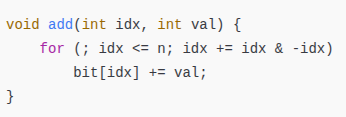 void add(int idx, int val) {
    for (; idx <= n; idx += idx & -idx)
        bit[idx] += val;
}